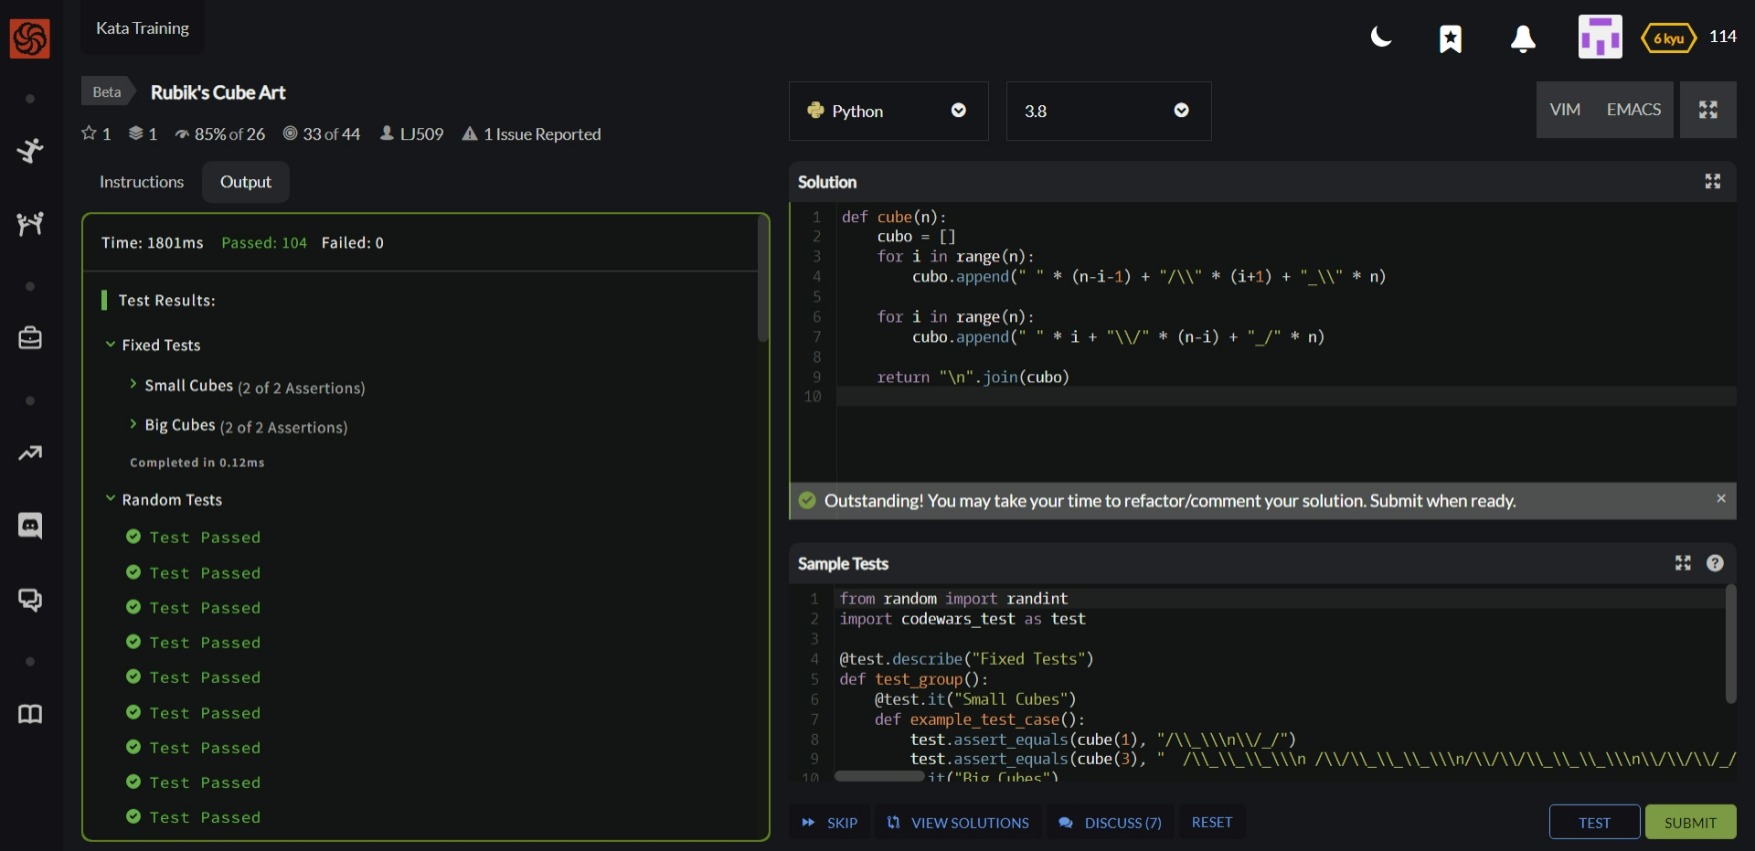 Kata Training
6 kyu 114
Beta Rubik's Cube Art
1 1 85% of 26 33 of 44 LJ509 1 Issue Reported
Instructions Output
Time: 1801ms Passed: 104 Failed: 0
Test Results:
Fixed Tests
Small Cubes (2 of 2 Assertions)
Big Cubes (2 of 2 Assertions)
Completed in 0.12ms
Random Tests
Test Passed
Test Passed
Test Passed
Test Passed
Test Passed
Test Passed
Test Passed
Test Passed
Test Passed
Python 3.8 VIM EMACS
Solution
1 def cube(n):
2     cubo = []
3     for i in range(n):
4         cubo.append(" " * (n-i-1) + "/\\" * (i+1) + "_\\" * n)
5
6     for i in range(n):
7         cubo.append(" " * i + "\\/" * (n-i) + "_/" * n)
8
9     return "\n".join(cubo)
10
Outstanding! You may take your time to refactor/comment your solution. Submit when ready.
Sample Tests
1 from random import randint
2 import codewars_test as test
3
4 @test.describe("Fixed Tests")
5 def test_group():
6     @test.it("Small Cubes")
7     def example_test_case():
8         test.assert_equals(cube(1), "/\\_\\\n\\/_/")
9         test.assert_equals(cube(3), "  /\\_\\_\\_\\\n /\\/\\_\\_\\_\\\n/\\/\\/\\_\\_\\_\\\n\\/\\/\\/_/
10 it("Big Cubes")
SKIP VIEW SOLUTIONS DISCUSS (7) RESET TEST SUBMIT